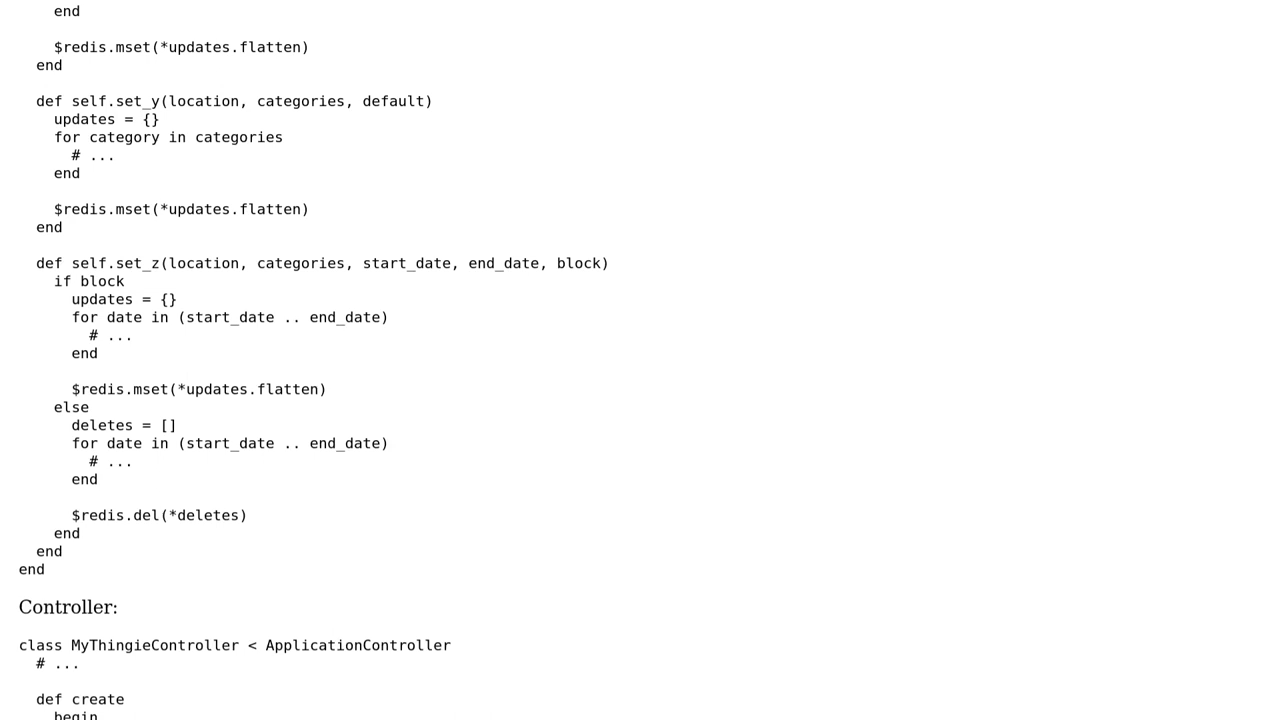 end

    $redis.mset(*updates.flatten)
  end

  def self.set_y(location, categories, default)
    updates = {}
    for category in categories
      # ...
    end

    $redis.mset(*updates.flatten)
  end

  def self.set_z(location, categories, start_date, end_date, block)
    if block
      updates = {}
      for date in (start_date .. end_date)
        # ...
      end

      $redis.mset(*updates.flatten)
    else
      deletes = []
      for date in (start_date .. end_date)
        # ...
      end

      $redis.del(*deletes)
    end
  end
end
Controller:
class MyThingieController < ApplicationController
  # ...

  def create
    begin